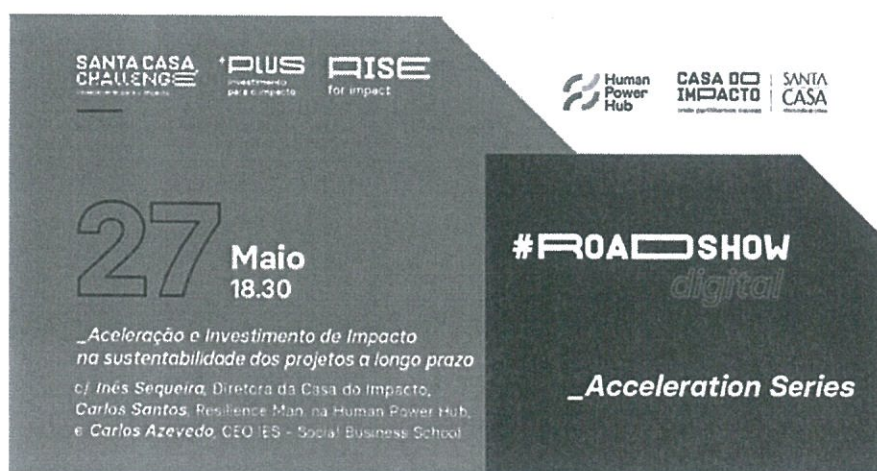 SANTA CASA
CHALLENGE
+PLUS
investimento
para o impacto
RISE
for impact
Human
Power
Hub
CASA DO
IMPACTO
SANTA
CASA
27
Maio
18.30
_Aceleração e Investimento de Impacto
na sustentabilidade dos projetos a longo prazo
c/ Inês Sequeira, Diretora da Casa do Impacto,
Carlos Santos, Resilience Man. na Human Power Hub,
e Carlos Azevedo, CEO IES - Social Business School
#ROADSHOW
digital
_Acceleration Series